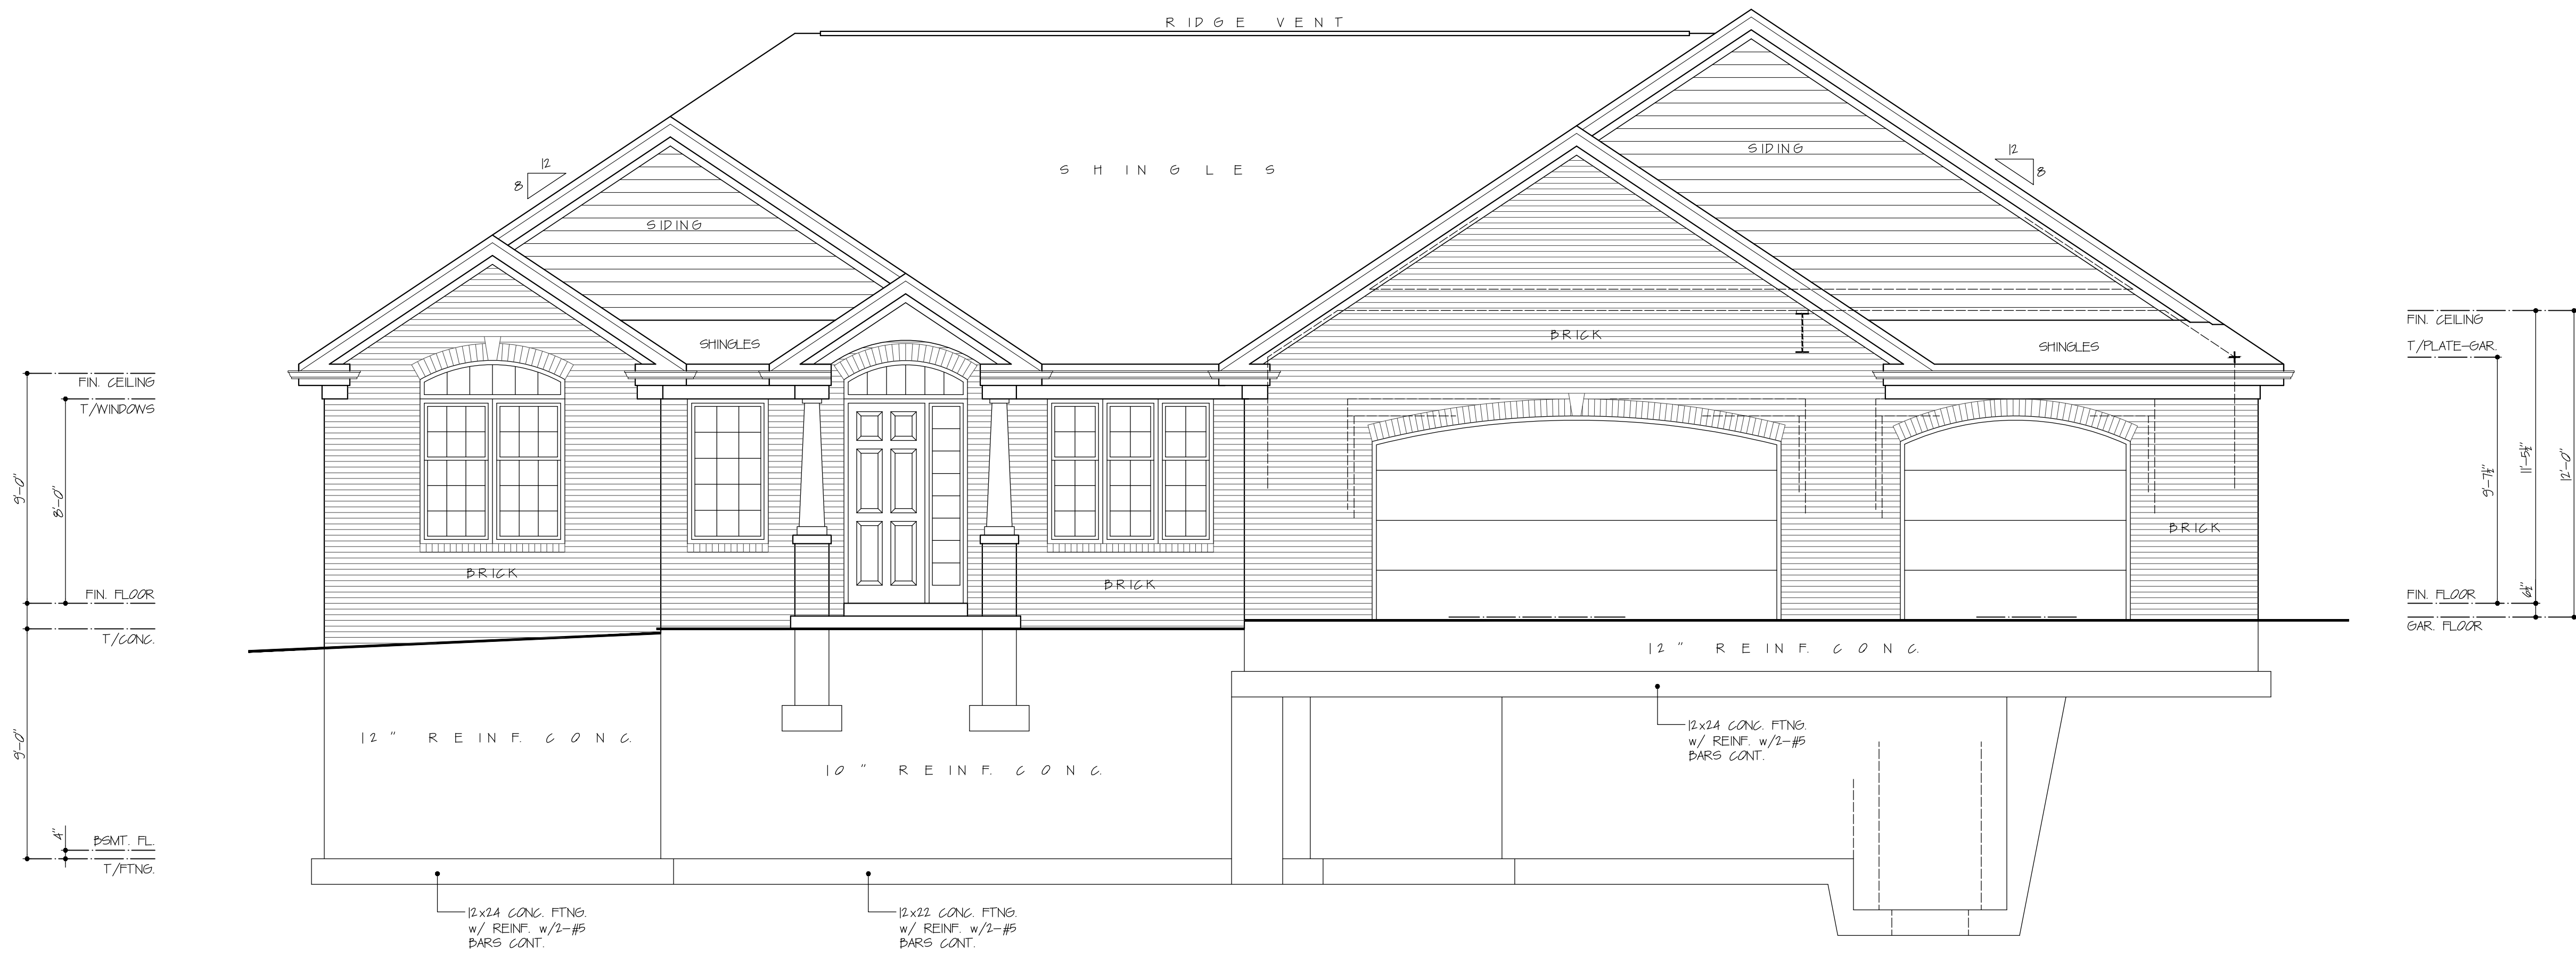 RIDGE VENT
SHINGLES
12
8
SIDING
SHINGLES
12
8
SIDING
BRICK
SHINGLES
BRICK
BRICK
BRICK
FIN. CEILING
T/WINDOWS
9'-0"
8'-0"
FIN. FLOOR
T/CONC.
9'-0"
4"
BSMT. FL.
T/FTNG.
FIN. CEILING
T/PLATE-GAR.
9'-7½"
11'-5½"
12'-0"
6½"
FIN. FLOOR
GAR. FLOOR
12" REINF. CONC.
12" REINF. CONC.
10" REINF. CONC.
12x24 CONC. FTNG.
w/ REINF. w/2-#5
BARS CONT.
12x24 CONC. FTNG.
w/ REINF. w/2-#5
BARS CONT.
12x22 CONC. FTNG.
w/ REINF. w/2-#5
BARS CONT.